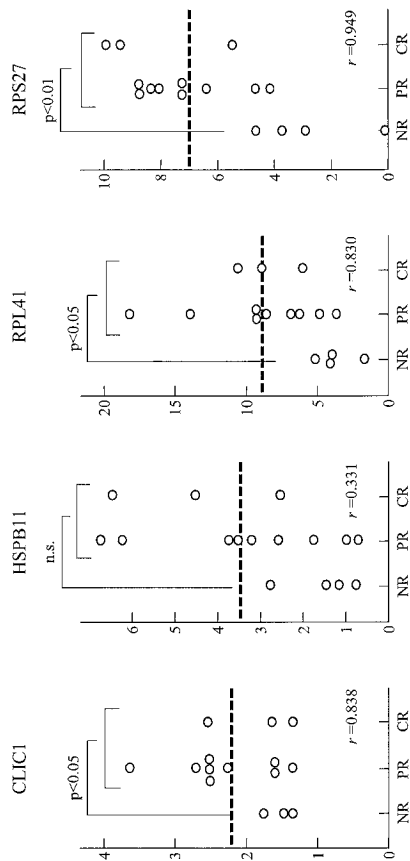 CLIC1
p<0.05
4
3
2
1
0
r=0.838
NR PR CR
HSPB11
n.s.
6
5
4
3
2
1
0
r=0.331
NR PR CR
RPL41
p<0.05
20
15
10
5
0
r=0.830
NR PR CR
RPS27
p<0.01
10
8
6
4
2
0
r=0.949
NR PR CR